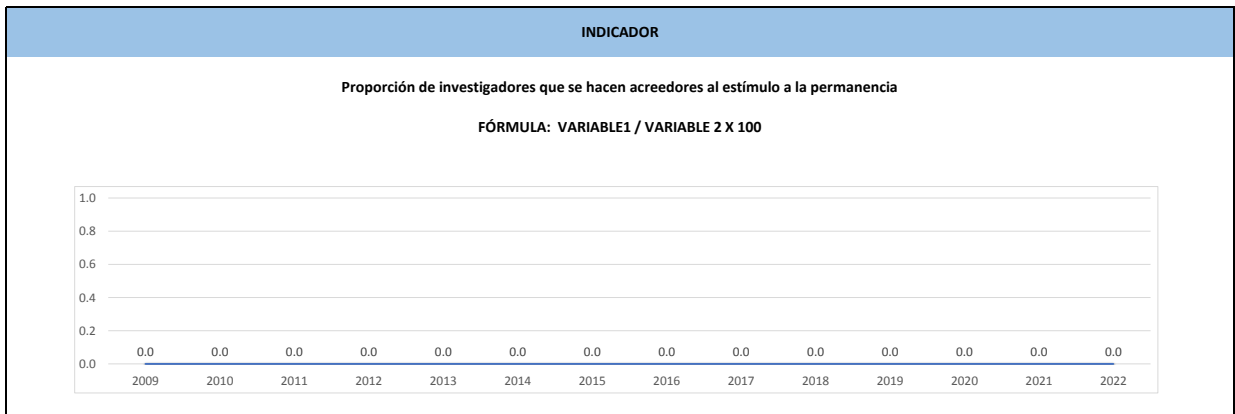 INDICADOR
Proporción de investigadores que se hacen acreedores al estímulo a la permanencia
FÓRMULA:  VARIABLE1 / VARIABLE 2 X 100
1.0
0.8
0.6
0.4
0.2
0.0
0.0 0.0 0.0 0.0 0.0 0.0 0.0 0.0 0.0 0.0 0.0 0.0 0.0 0.0
2009 2010 2011 2012 2013 2014 2015 2016 2017 2018 2019 2020 2021 2022